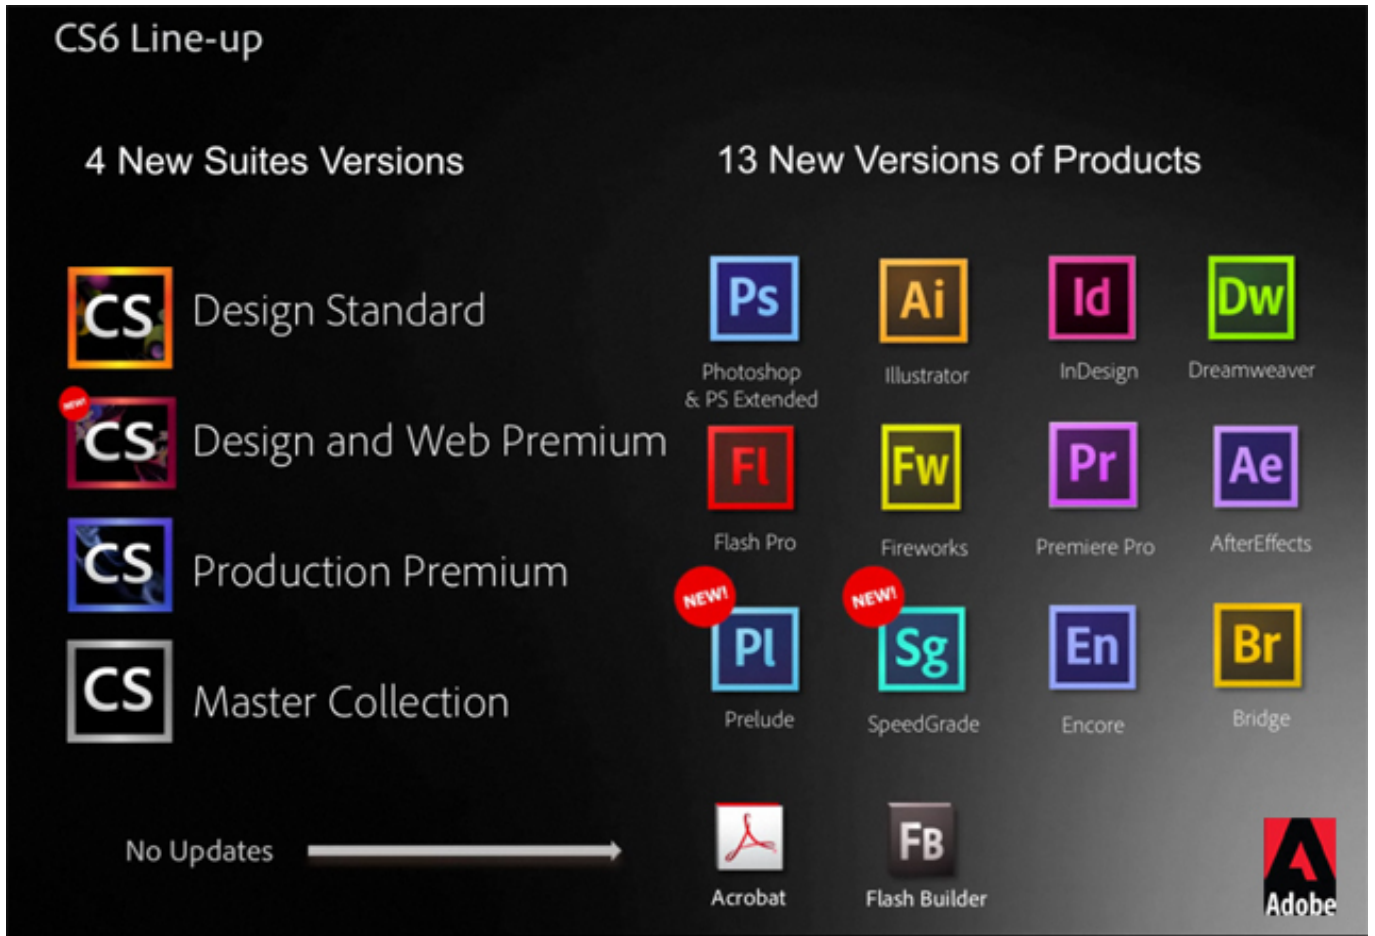 CS6 Line-up
4 New Suites Versions
CS Design Standard
NEW!
CS Design and Web Premium
CS Production Premium
CS Master Collection
No Updates
13 New Versions of Products
Ps Ai Id Dw
Photoshop
& PS Extended
Illustrator
InDesign
Dreamweaver
Fl Fw Pr Ae
Flash Pro
Fireworks
Premiere Pro
AfterEffects
NEW! NEW!
Pl Sg En Br
Prelude
SpeedGrade
Encore
Bridge
FB
Acrobat
Flash Builder
Adobe